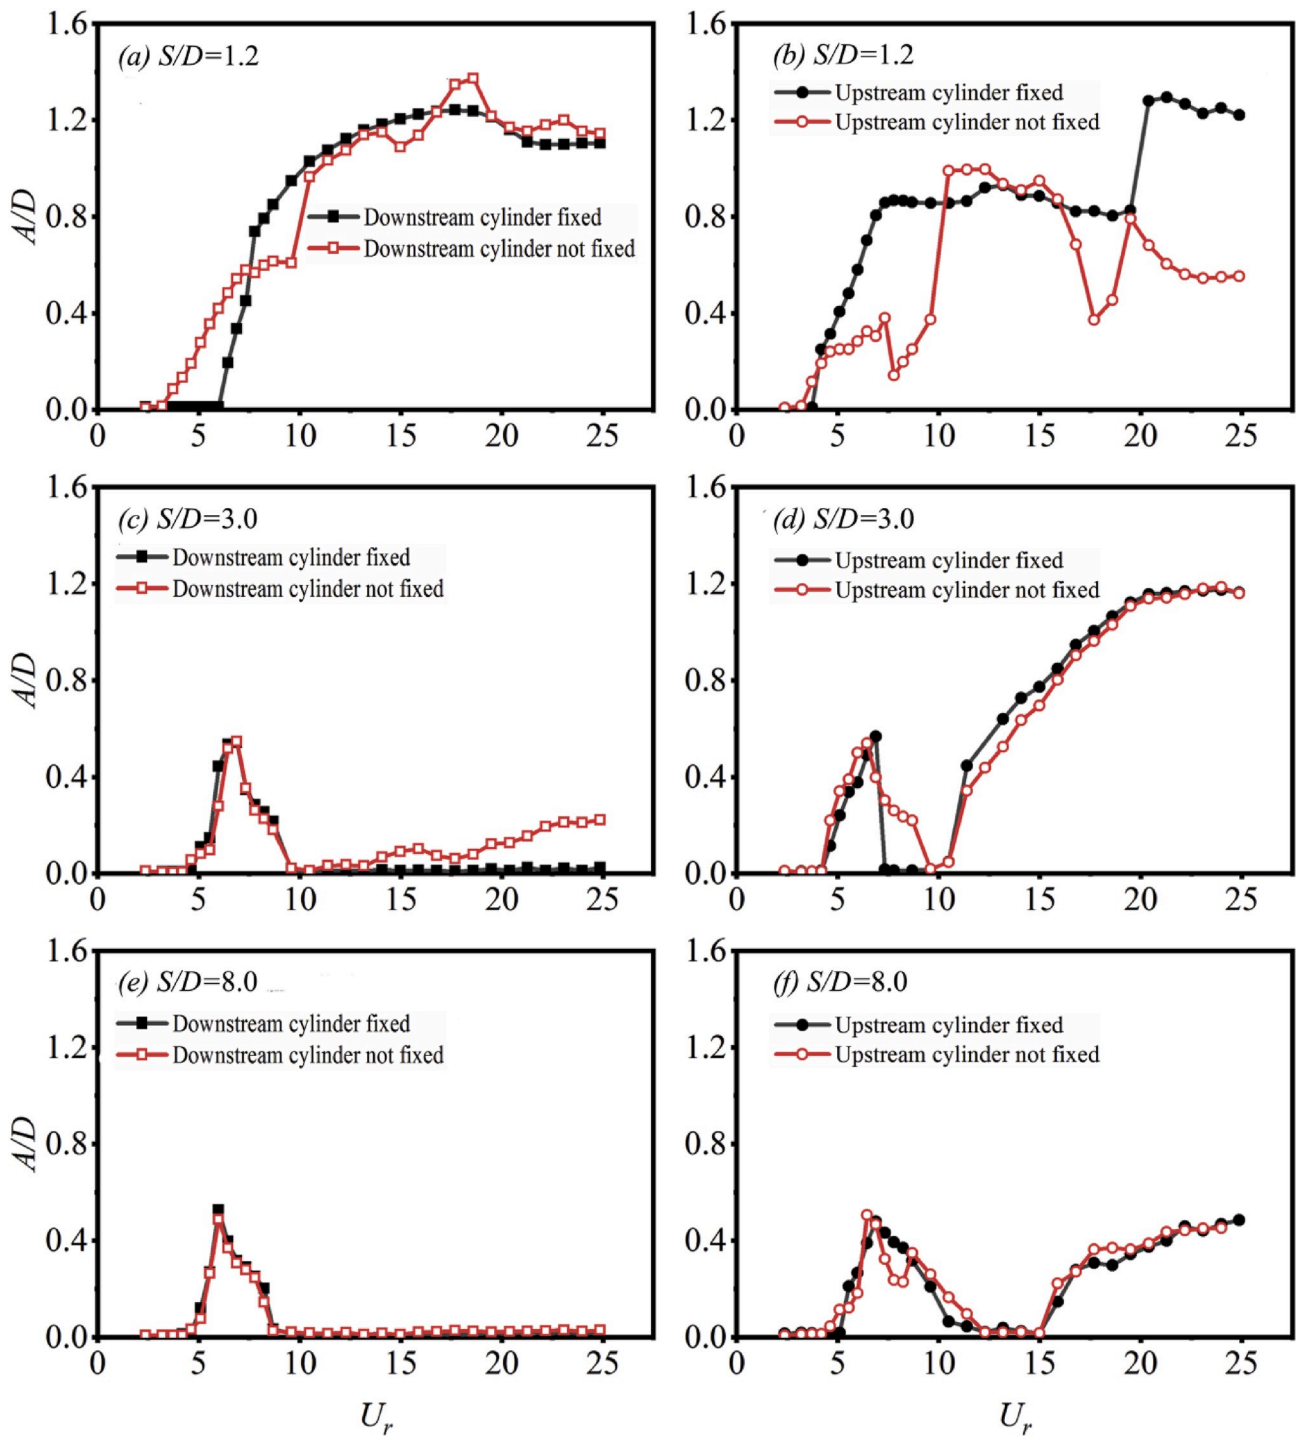 (a) S/D=1.2
Downstream cylinder fixed
Downstream cylinder not fixed
A/D
1.6
1.2
0.8
0.4
0.0
0 5 10 15 20 25
(b) S/D=1.2
Upstream cylinder fixed
Upstream cylinder not fixed
1.6
1.2
0.8
0.4
0.0
0 5 10 15 20 25
(c) S/D=3.0
Downstream cylinder fixed
Downstream cylinder not fixed
A/D
1.6
1.2
0.8
0.4
0.0
0 5 10 15 20 25
(d) S/D=3.0
Upstream cylinder fixed
Upstream cylinder not fixed
1.6
1.2
0.8
0.4
0.0
0 5 10 15 20 25
(e) S/D=8.0
Downstream cylinder fixed
Downstream cylinder not fixed
A/D
1.6
1.2
0.8
0.4
0.0
0 5 10 15 20 25
Ur
(f) S/D=8.0
Upstream cylinder fixed
Upstream cylinder not fixed
1.6
1.2
0.8
0.4
0.0
0 5 10 15 20 25
Ur